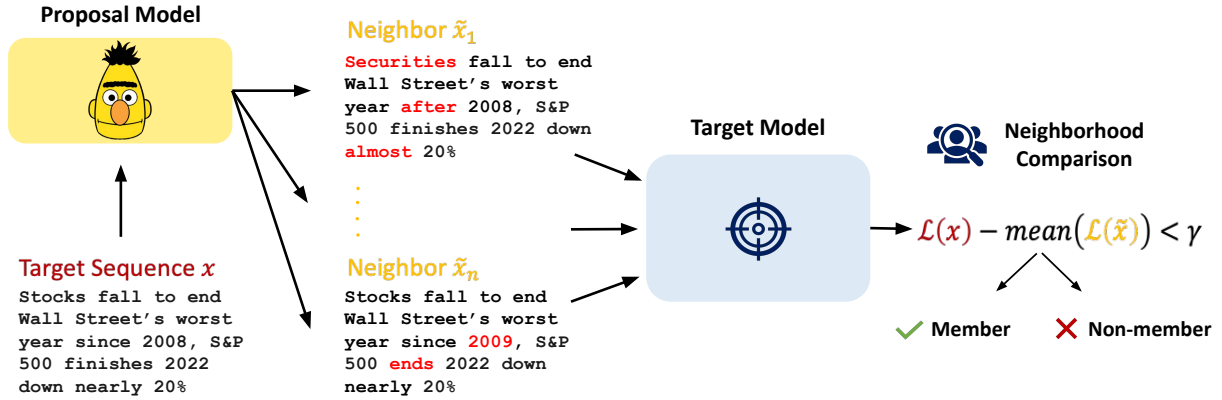 Proposal Model
Target Sequence x
Stocks fall to end
Wall Street's worst
year since 2008, S&P
500 finishes 2022
down nearly 20%
Neighbor x̃₁
Securities fall to end
Wall Street's worst
year after 2008, S&P
500 finishes 2022 down
almost 20%
Neighbor x̃ₙ
Stocks fall to end
Wall Street's worst
year since 2009, S&P
500 ends 2022 down
nearly 20%
Target Model
Neighborhood
Comparison
ℒ(x) − mean(ℒ(x̃)) < γ
Member
Non-member